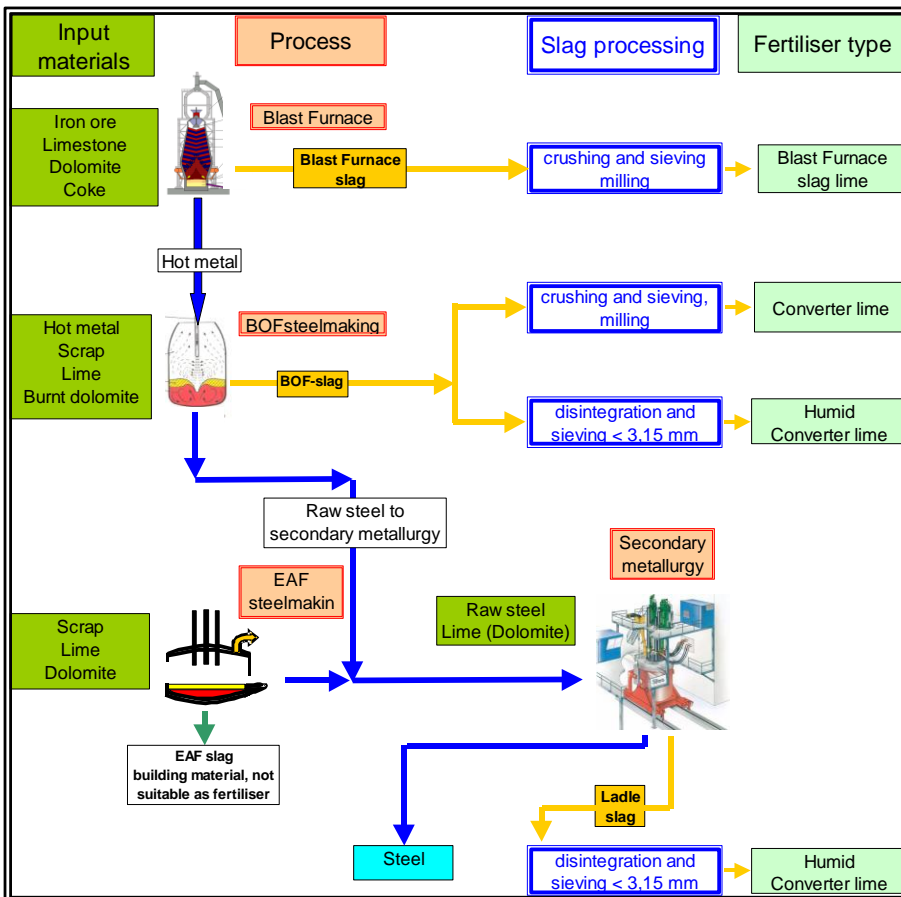 Input
materials
Process
Slag processing
Fertiliser type
Iron ore
Limestone
Dolomite
Coke
Blast Furnace
Blast Furnace
slag
crushing and sieving
milling
Blast Furnace
slag lime
Hot metal
Hot metal
Scrap
Lime
Burnt dolomite
BOFsteelmaking
BOF-slag
crushing and sieving,
milling
Converter lime
disintegration and
sieving < 3,15 mm
Humid
Converter lime
Raw steel to
secondary metallurgy
Scrap
Lime
Dolomite
EAF
steelmakin
Raw steel
Lime (Dolomite)
Secondary
metallurgy
EAF slag
building material, not
suitable as fertiliser
Ladle
slag
Steel
disintegration and
sieving < 3,15 mm
Humid
Converter lime